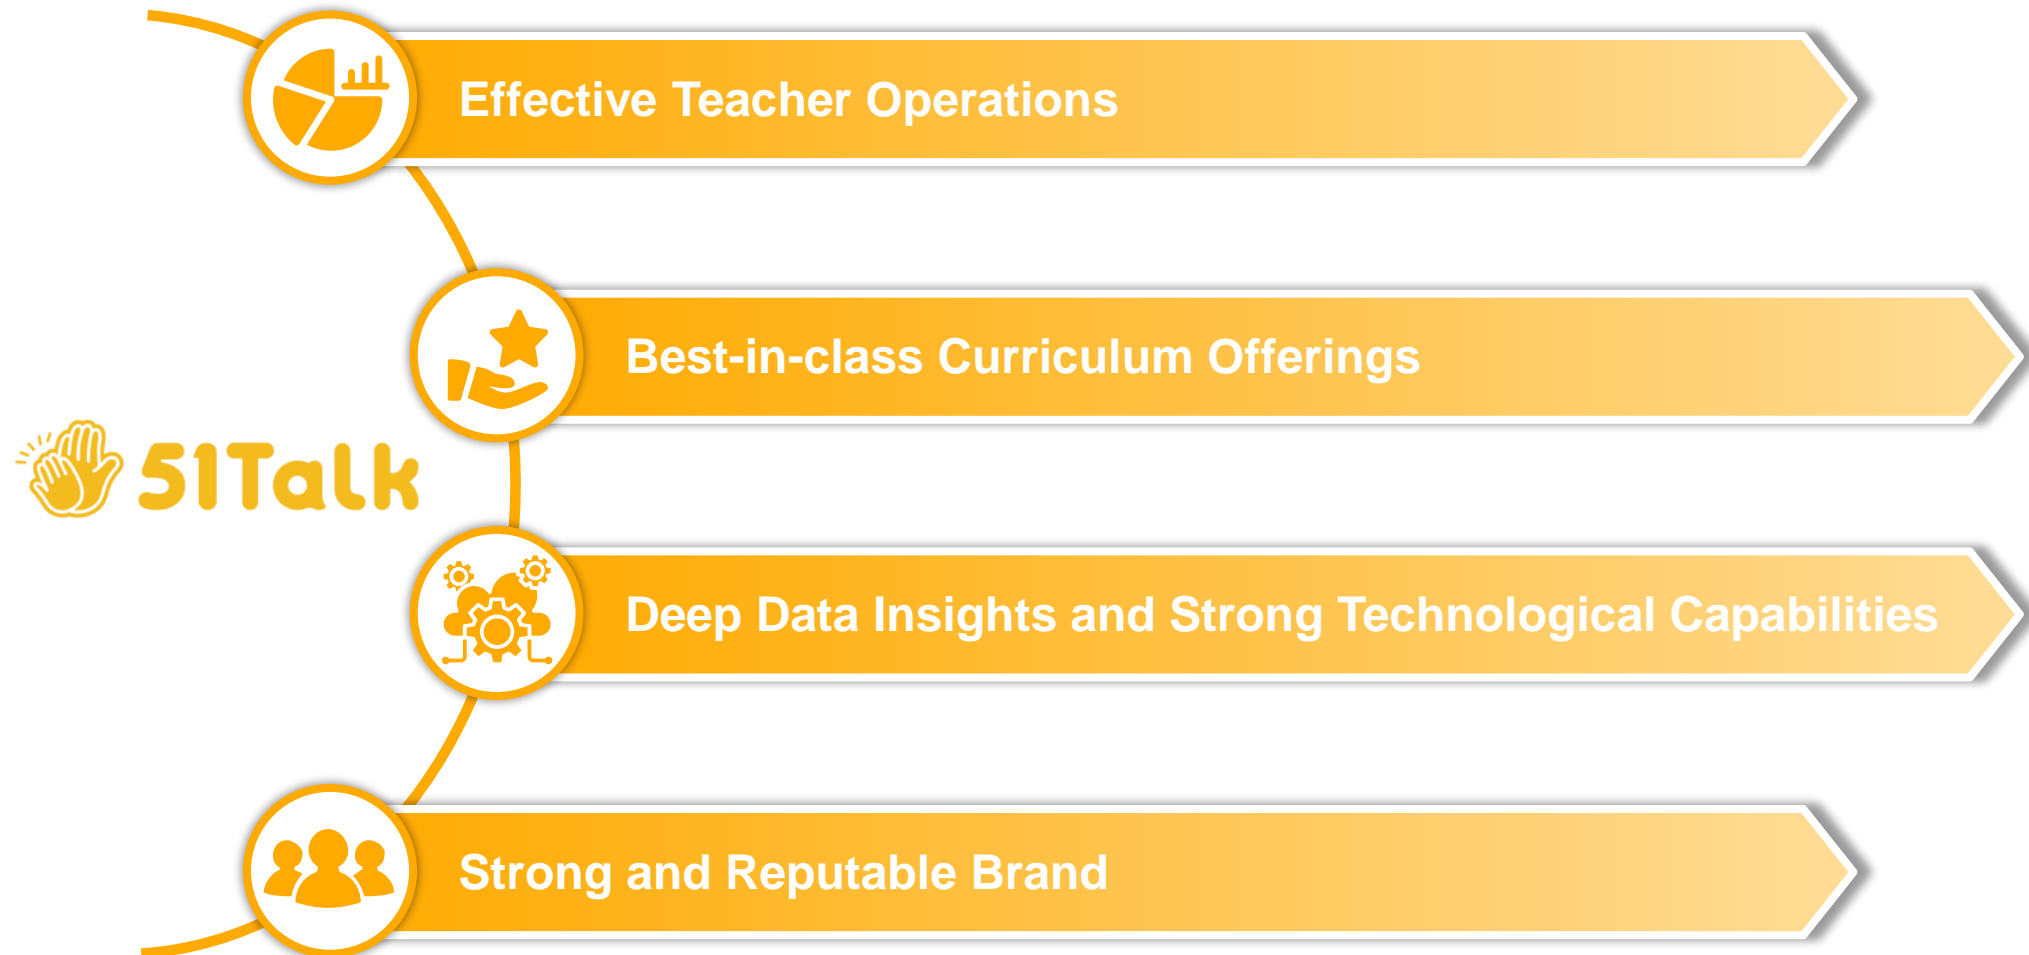 Effective Teacher Operations
Best-in-class Curriculum Offerings
51Talk
Deep Data Insights and Strong Technological Capabilities
Strong and Reputable Brand